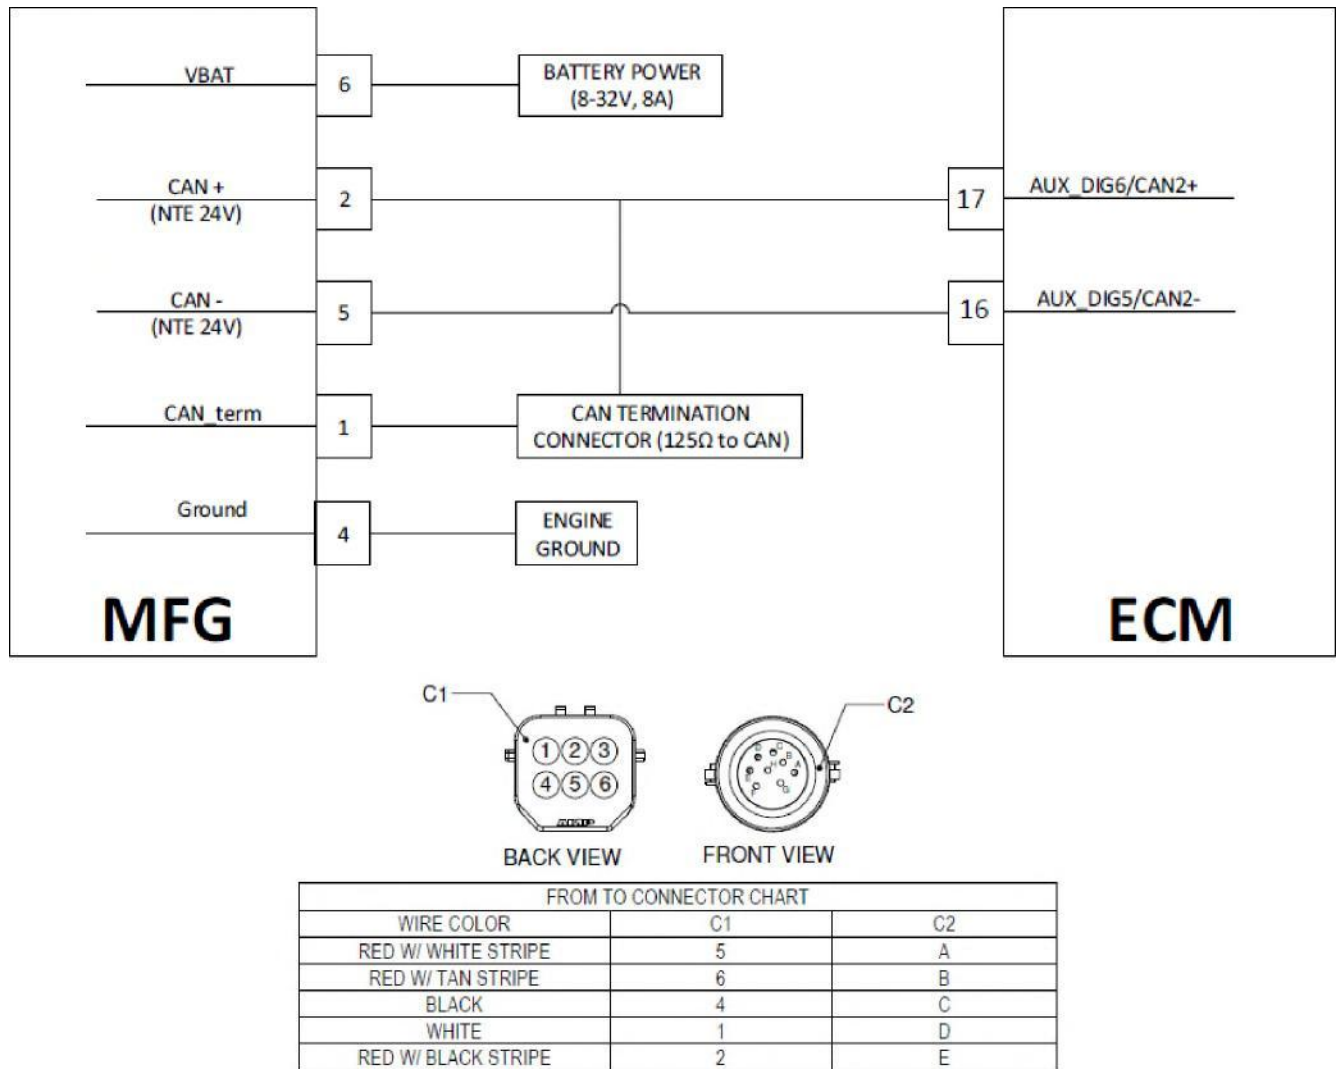 VBAT
6
BATTERY POWER
(8-32V, 8A)
CAN +
(NTE 24V)
2
17
AUX_DIG6/CAN2+
CAN -
(NTE 24V)
5
16
AUX_DIG5/CAN2-
CAN_term
1
CAN TERMINATION
CONNECTOR (125Ω to CAN)
Ground
4
ENGINE
GROUND
MFG
ECM
C1
C2
1 2 3
4 5 6
AMP
D C B A H E F G
BACK VIEW
FRONT VIEW
FROM TO CONNECTOR CHART
WIRE COLOR C1 C2
RED W/ WHITE STRIPE 5 A
RED W/ TAN STRIPE 6 B
BLACK 4 C
WHITE 1 D
RED W/ BLACK STRIPE 2 E